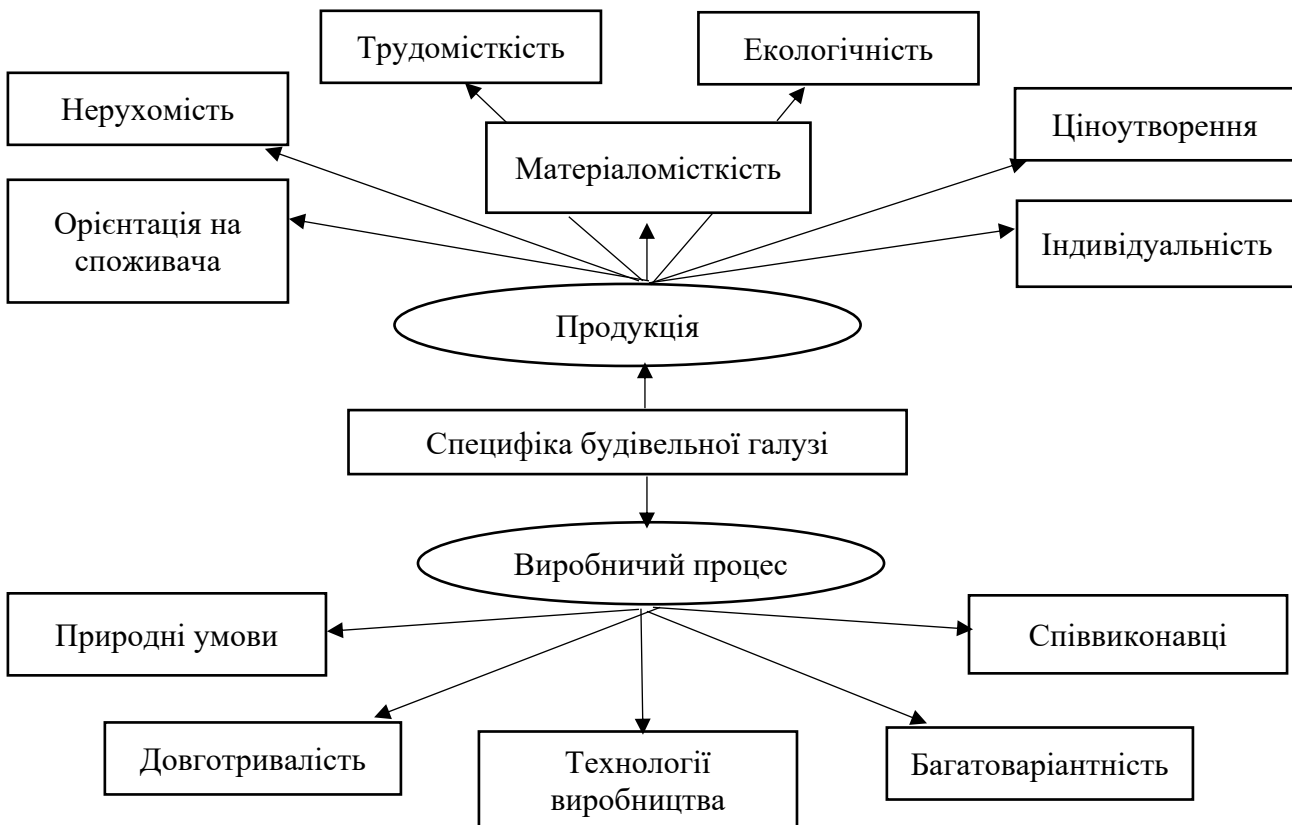 Трудомісткість
Екологічність
Нерухомість
Ціноутворення
Матеріаломісткість
Орієнтація на
споживача
Індивідуальність
Продукція
Специфіка будівельної галузі
Виробничий процес
Природні умови
Співвиконавці
Довготривалість
Технології
виробництва
Багатоваріантність